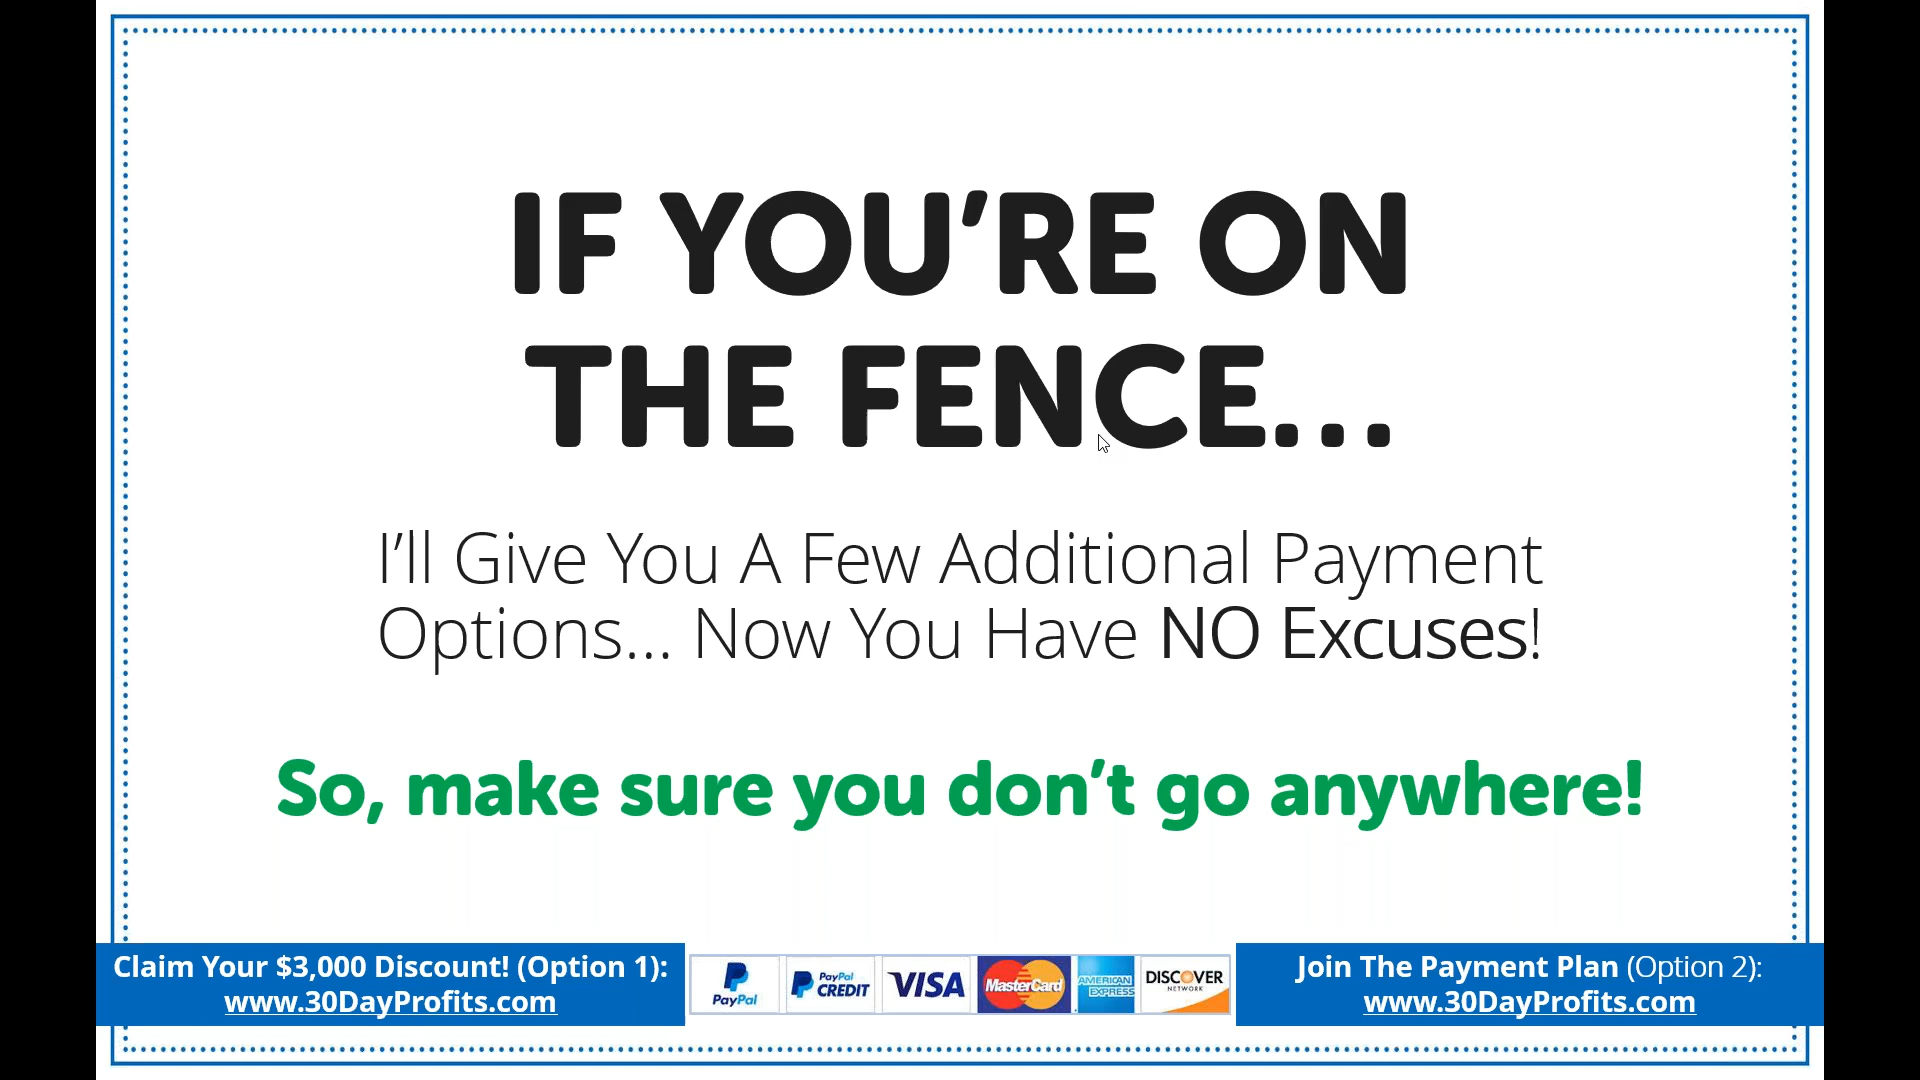 IF YOU’RE ON
THE FENCE...
I’ll Give You A Few Additional Payment
Options... Now You Have NO Excuses!
So, make sure you don’t go anywhere!
Claim Your $3,000 Discount! (Option 1):
www.30DayProfits.com
PayPal
PayPal
CREDIT
VISA
MasterCard
AMERICAN
EXPRESS
DISCOVER
NETWORK
Join The Payment Plan (Option 2):
www.30DayProfits.com